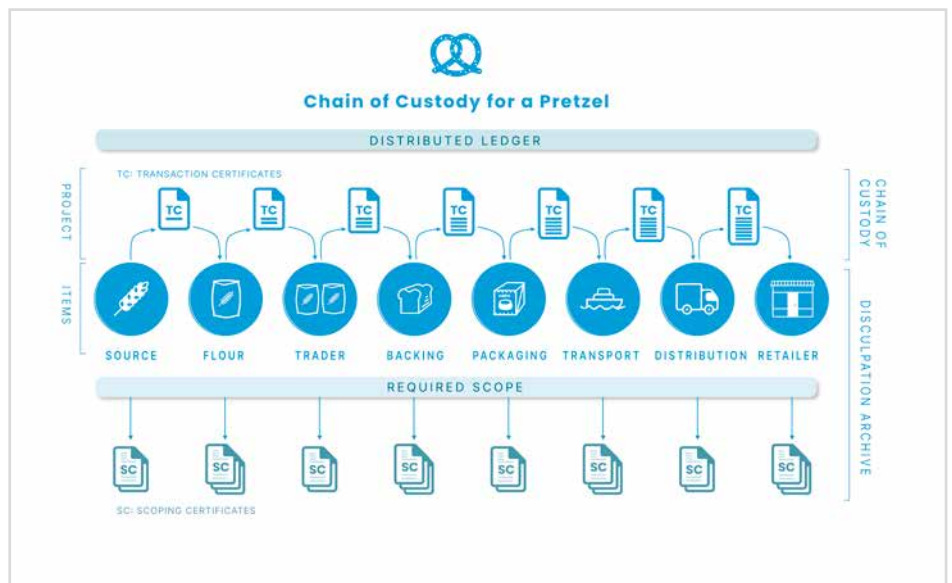 Chain of Custody for a Pretzel
DISTRIBUTED LEDGER
TC: TRANSACTION CERTIFICATES
PROJECT
TC
TC
TC
TC
TC
TC
TC
CHAIN OF
CUSTODY
ITEMS
SOURCE
FLOUR
TRADER
BACKING
PACKAGING
TRANSPORT
DISTRIBUTION
RETAILER
DISCULPATION ARCHIVE
REQUIRED SCOPE
SC
SC
SC
SC
SC
SC
SC
SC
SC: SCOPING CERTIFICATES